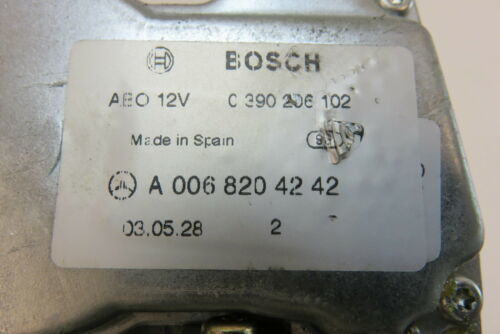 BOSCH
ABO 12V 0 390 206 102
Made in Spain
A 006 820 42 42
03.05.28 2